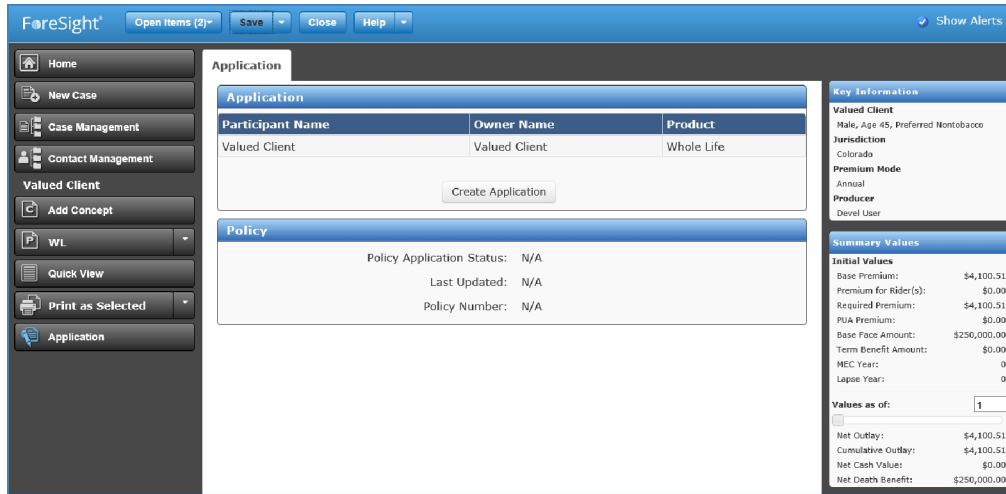 ForeSight®
Open Items (2)
Save
Close
Help
Show Alerts
Home
New Case
Case Management
Contact Management
Valued Client
Add Concept
WL
Quick View
Print as Selected
Application
Application
Application
Participant Name Owner Name Product
Valued Client Valued Client Whole Life
Create Application
Policy
Policy Application Status: N/A
Last Updated: N/A
Policy Number: N/A
Key Information
Valued Client
Male, Age 45, Preferred Nontobacco
Jurisdiction
Colorado
Premium Mode
Annual
Producer
Devel User
Summary Values
Initial Values
Base Premium: $4,100.51
Premium for Rider(s): $0.00
Required Premium: $4,100.51
PUA Premium: $0.00
Base Face Amount: $250,000.00
Term Benefit Amount: $0.00
MEC Year: 0
Lapse Year: 0
Values as of: 1
Net Outlay: $4,100.51
Cumulative Outlay: $4,100.51
Net Cash Value: $0.00
Net Death Benefit: $250,000.00